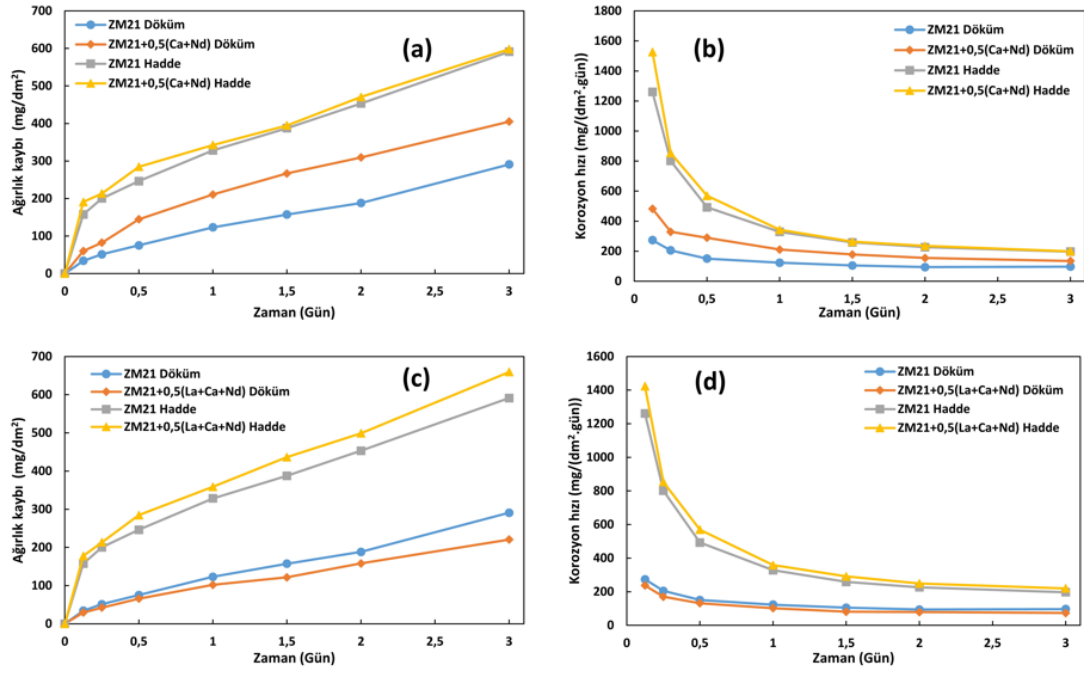 (a)
ZM21 Döküm
ZM21+0,5(Ca+Nd) Döküm
ZM21 Hadde
ZM21+0,5(Ca+Nd) Hadde
Ağırlık kaybı (mg/dm²)
700
600
500
400
300
200
100
0
0 0,5 1 1,5 2 2,5 3
Zaman (Gün)
(b)
ZM21 Döküm
ZM21+0,5(Ca+Nd) Döküm
ZM21 Hadde
ZM21+0,5(Ca+Nd) Hadde
Korozyon hızı (mg/(dm².gün))
1800
1600
1400
1200
1000
800
600
400
200
0
0 0,5 1 1,5 2 2,5 3
Zaman (Gün)
(c)
ZM21 Döküm
ZM21+0,5(La+Ca+Nd) Döküm
ZM21 Hadde
ZM21+0,5(La+Ca+Nd) Hadde
Ağırlık kaybı (mg/dm²)
700
600
500
400
300
200
100
0
0 0,5 1 1,5 2 2,5 3
Zaman (Gün)
(d)
ZM21 Döküm
ZM21+0,5(La+Ca+Nd) Döküm
ZM21 Hadde
ZM21+0,5(La+Ca+Nd) Hadde
Korozyon hızı (mg/(dm².gün))
1600
1400
1200
1000
800
600
400
200
0
0 0,5 1 1,5 2 2,5 3
Zaman (Gün)